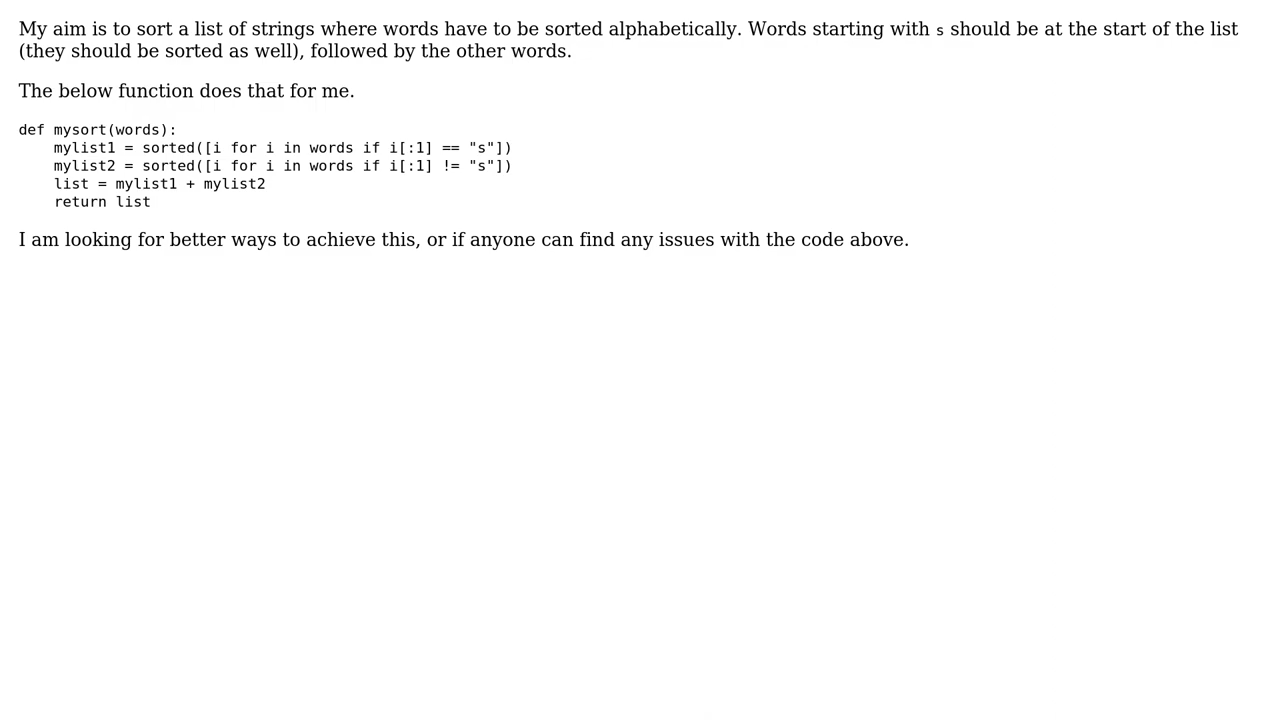 My aim is to sort a list of strings where words have to be sorted alphabetically. Words starting with s should be at the start of the list
(they should be sorted as well), followed by the other words.
The below function does that for me.
def mysort(words):
    mylist1 = sorted([i for i in words if i[:1] == "s"])
    mylist2 = sorted([i for i in words if i[:1] != "s"])
    list = mylist1 + mylist2
    return list
I am looking for better ways to achieve this, or if anyone can find any issues with the code above.